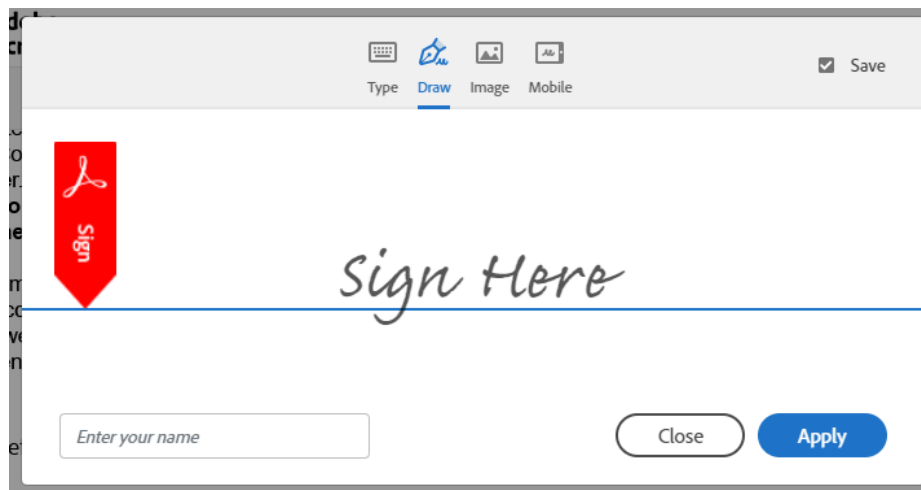 Type Draw Image Mobile
Save
Sign
Sign Here
Enter your name
Close Apply